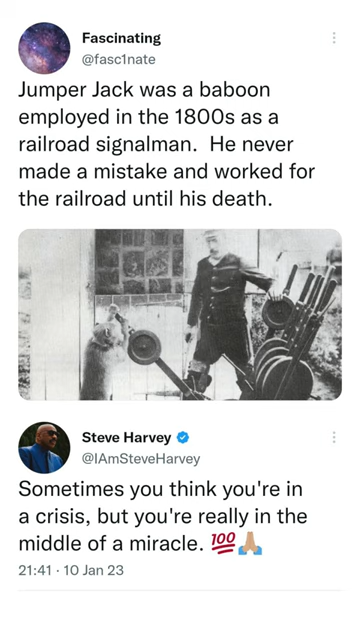 Fascinating
@fasc1nate
Jumper Jack was a baboon
employed in the 1800s as a
railroad signalman.  He never
made a mistake and worked for
the railroad until his death.
Steve Harvey
@IAmSteveHarvey
Sometimes you think you're in
a crisis, but you're really in the
middle of a miracle. 💯🙏🏼
21:41 · 10 Jan 23